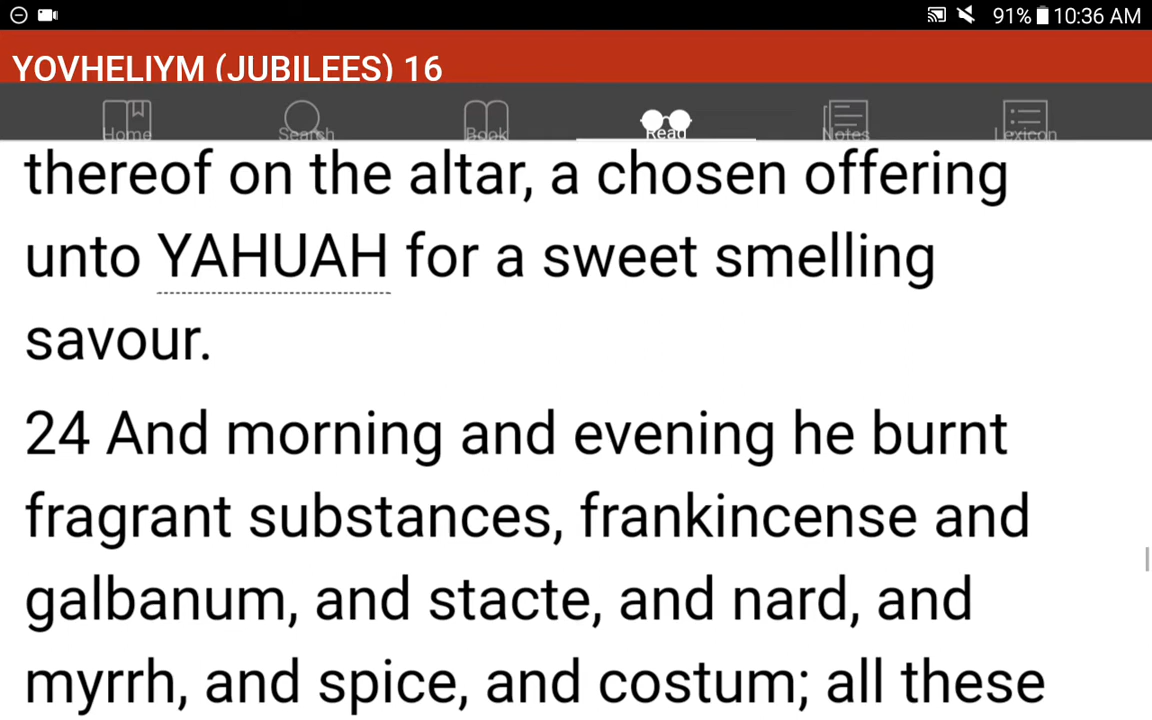 91% 10:36 AM
YOVHELIYM (JUBILEES) 16
Home Search Book Read Notes Lexicon
thereof on the altar, a chosen offering
unto YAHUAH for a sweet smelling
savour.
24 And morning and evening he burnt
fragrant substances, frankincense and
galbanum, and stacte, and nard, and
myrrh, and spice, and costum; all these